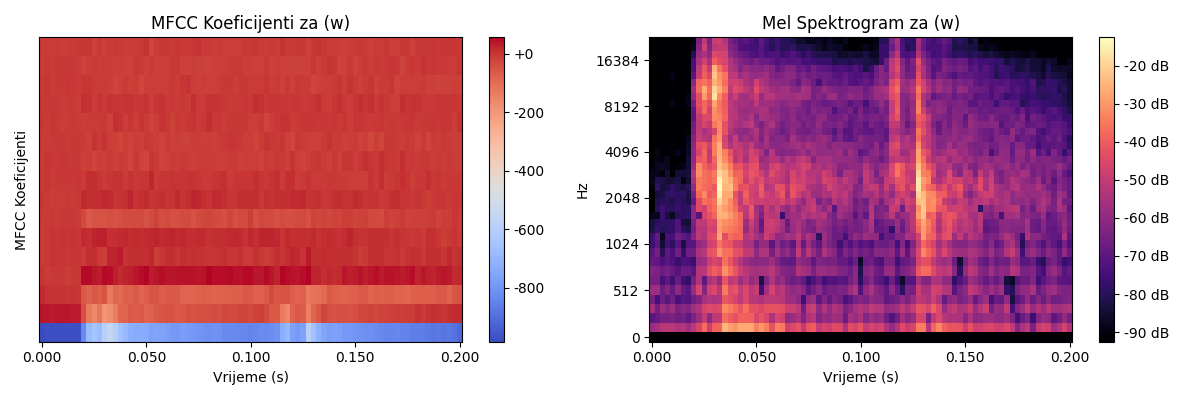 MFCC Koeficijenti za (w)
MFCC Koeficijenti
+0
-200
-400
-600
-800
0.000 0.050 0.100 0.150 0.200
Vrijeme (s)
Mel Spektrogram za (w)
Hz
16384
8192
4096
2048
1024
512
0
-20 dB
-30 dB
-40 dB
-50 dB
-60 dB
-70 dB
-80 dB
-90 dB
0.000 0.050 0.100 0.150 0.200
Vrijeme (s)